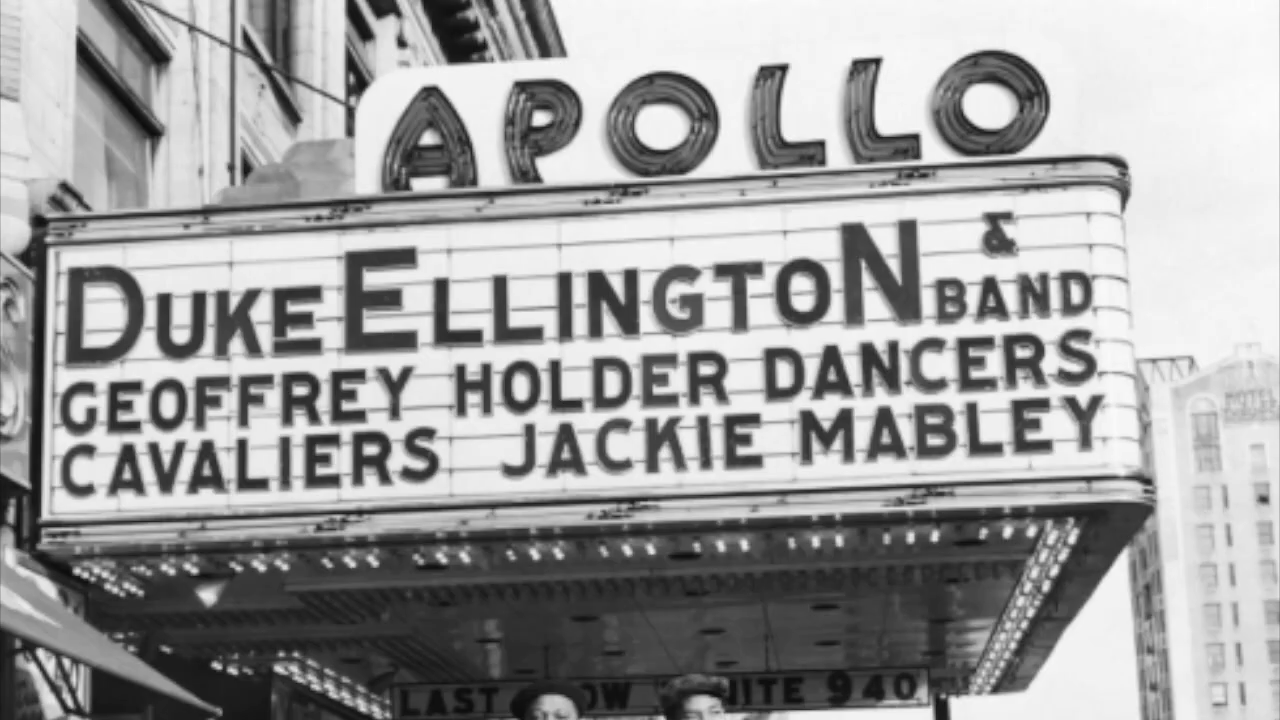 APOLLO
DUKE ELLINGTON &
BAND
GEOFFREY HOLDER DANCERS
CAVALIERS JACKIE MABLEY
LAST 940
HOTEL